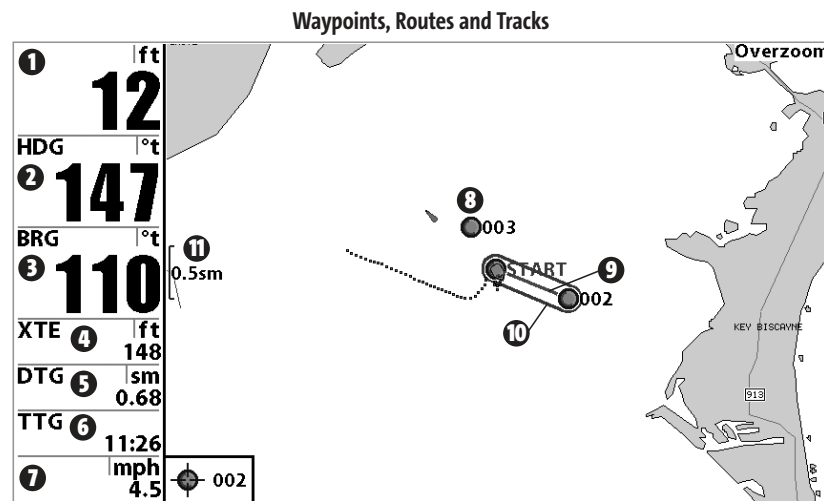 Waypoints, Routes and Tracks
1 ft
12
HDG °t
2 147
BRG °t
3 110
XTE 4 ft
148
DTG 5 sm
0.68
TTG 6
11:26
7 mph
4.5
Overzoom
8
003
11
0.5sm
START 9
002
10
KEY BISCAYNE
913
002